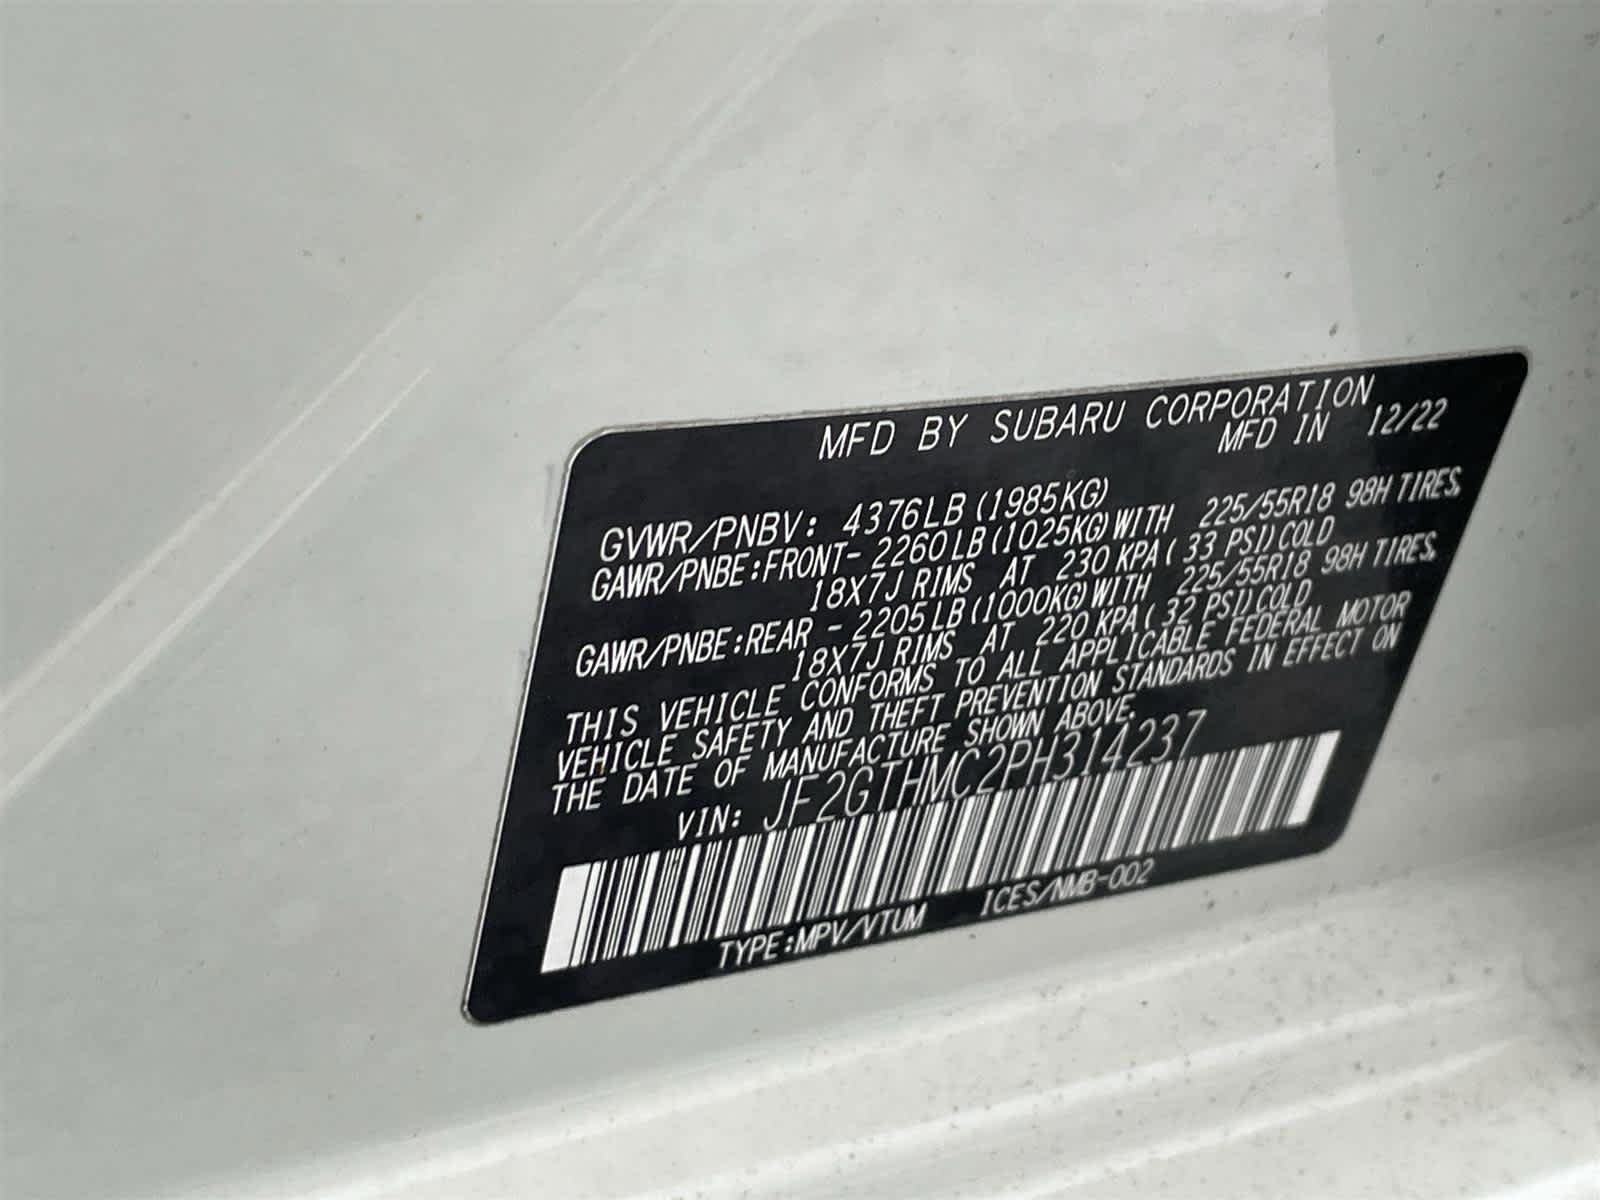 MFD BY SUBARU CORPORATION
MFD IN 12/22
GVWR/PNBV: 4376LB (1985KG)
GAWR/PNBE:FRONT- 2260LB (1025KG) WITH 225/55R18 98H TIRES,
18X7J RIMS AT 230 KPA ( 33 PSI) COLD
GAWR/PNBE:REAR - 2205LB (1000KG) WITH 225/55R18 98H TIRES,
18X7J RIMS AT 220 KPA ( 32 PSI) COLD
THIS VEHICLE CONFORMS TO ALL APPLICABLE FEDERAL MOTOR
VEHICLE SAFETY AND THEFT PREVENTION STANDARDS IN EFFECT ON
THE DATE OF MANUFACTURE SHOWN ABOVE.
VIN: JF2GTHMC2PH314237
TYPE:MPV/VTUM ICES/NMB-002